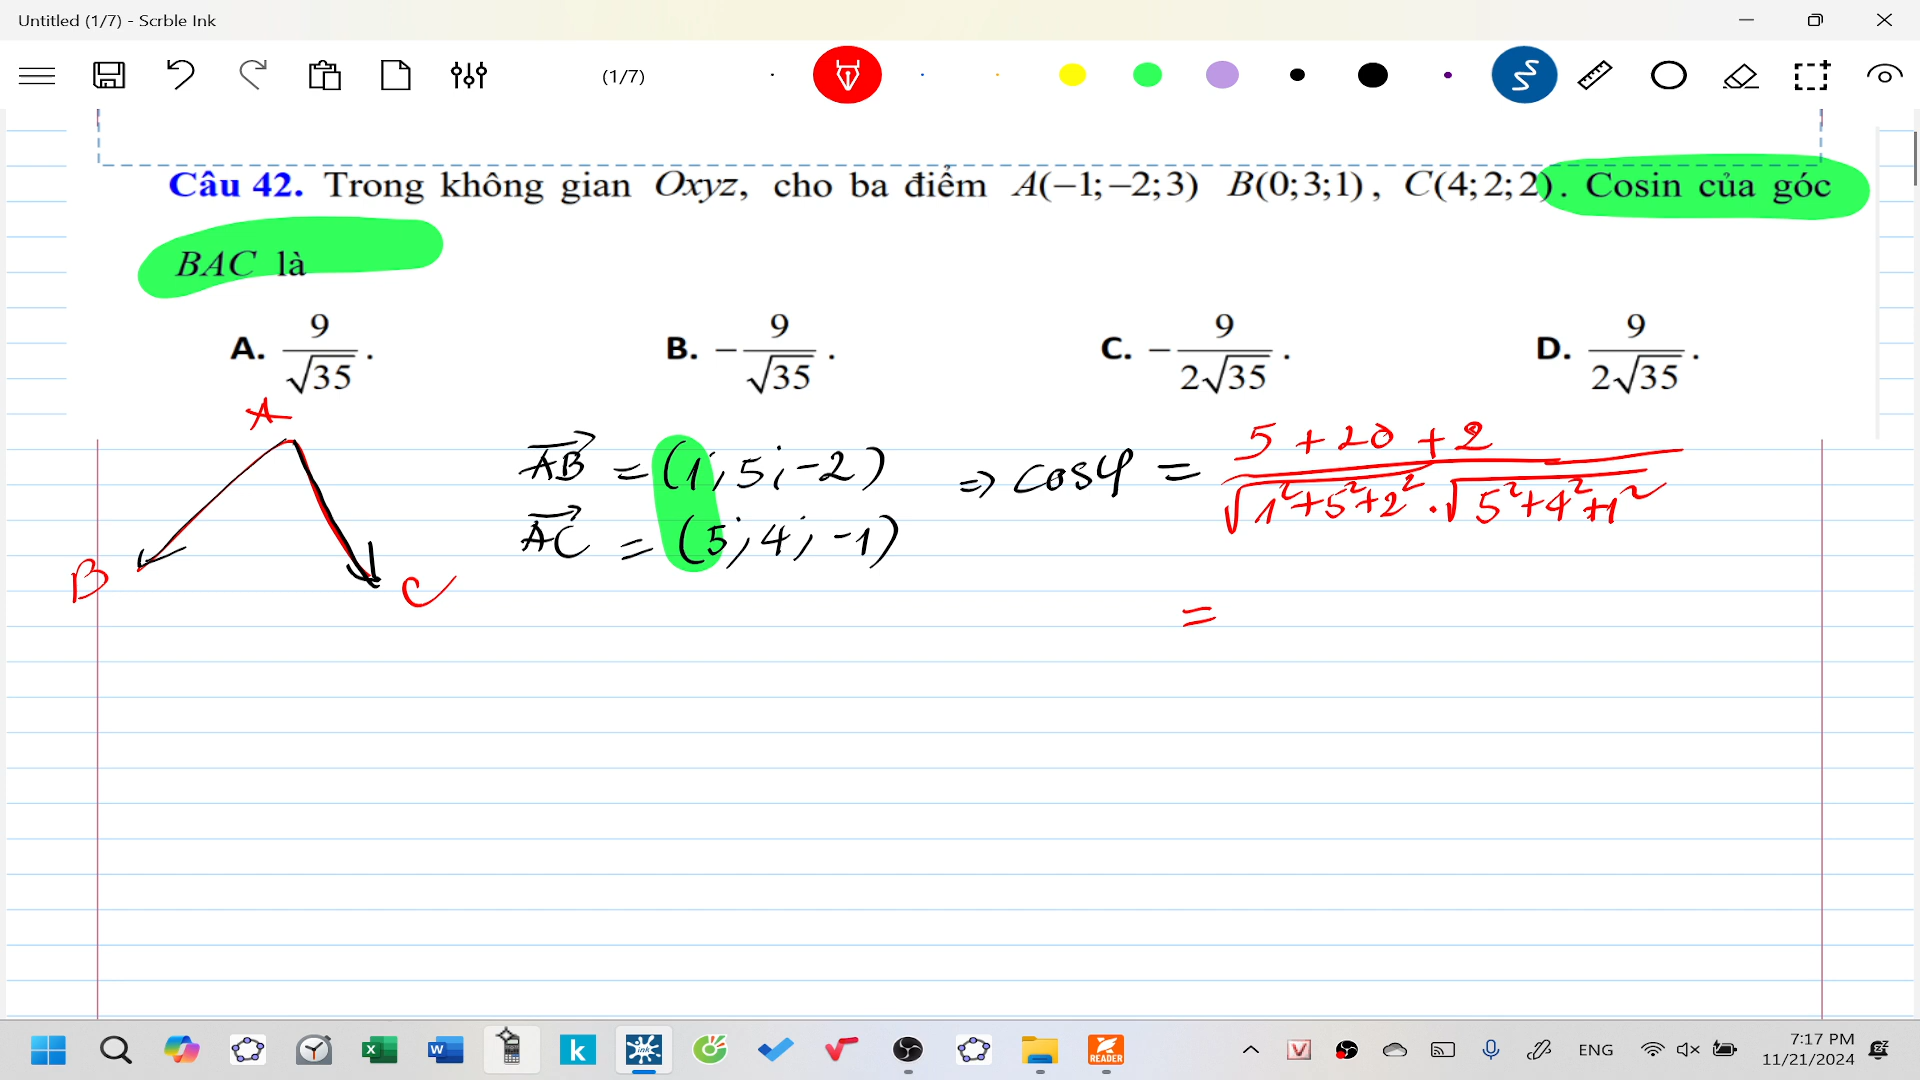 Untitled (1/7) - Scrble Ink
(1/7)
Câu 42. Trong không gian Oxyz, cho ba điểm A(−1;−2;3) B(0;3;1), C(4;2;2). Cosin của góc
BAC là
A. 9/√35. B. −9/√35. C. −9/(2√35). D. 9/(2√35).
A
B
C
AB⃗ = (1; 5; -2)
AC⃗ = (5; 4; -1)
⇒ cosφ = (5 + 20 + 2)/(√(1²+5²+2²) . √(5²+4²+1²))
=
ink
READER
ENG
7:17 PM
11/21/2024